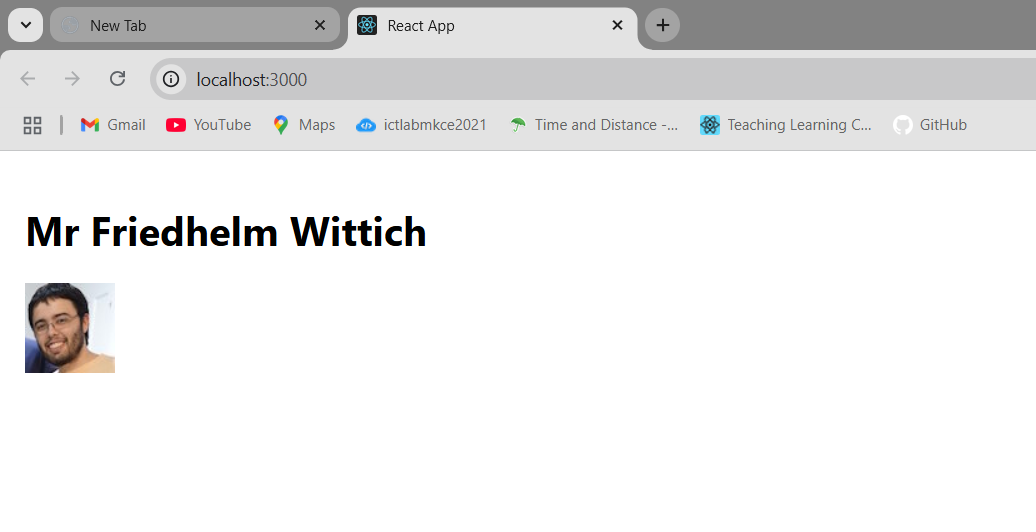 New Tab
React App
localhost:3000
Gmail
YouTube
Maps
ictlabmkce2021
Time and Distance -...
Teaching Learning C...
GitHub
Mr Friedhelm Wittich